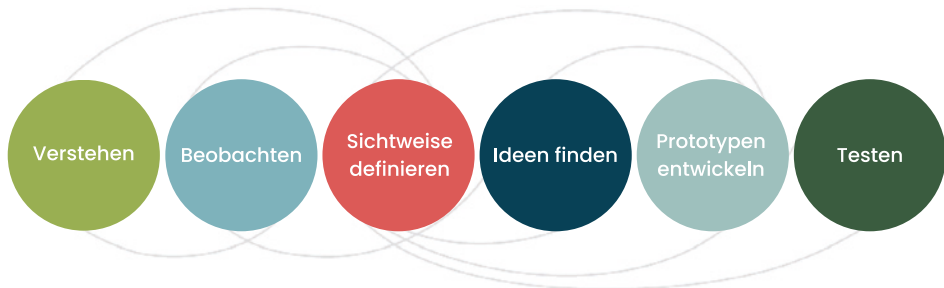 Verstehen
Beobachten
Sichtweise
definieren
Ideen finden
Prototypen
entwickeln
Testen